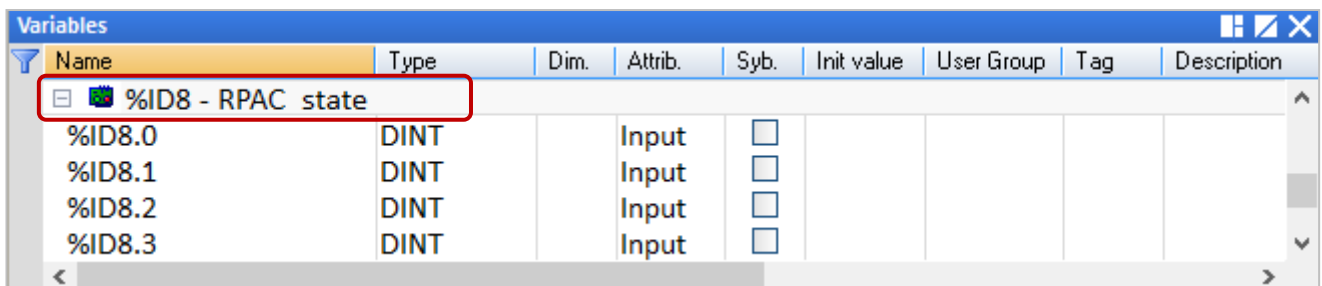 Variables
Name Type Dim. Attrib. Syb. Init value User Group Tag Description
%ID8 - RPAC state
%ID8.0 DINT Input
%ID8.1 DINT Input
%ID8.2 DINT Input
%ID8.3 DINT Input